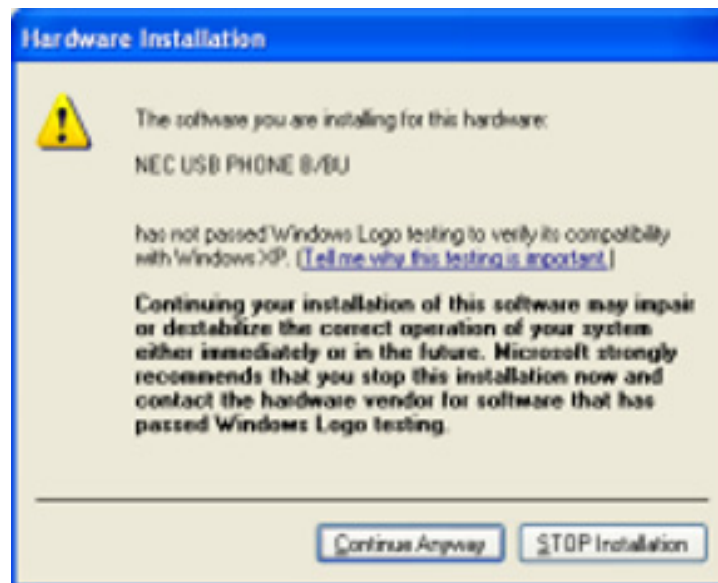 Hardware Installation
The software you are installing for this hardware:
NEC USB PHONE 8/BU
has not passed Windows Logo testing to verify its compatibility
with Windows XP. (Tell me why this testing is important.)
Continuing your installation of this software may impair
or destabilize the correct operation of your system
either immediately or in the future. Microsoft strongly
recommends that you stop this installation now and
contact the hardware vendor for software that has
passed Windows Logo testing.
Continue Anyway
STOP Installation